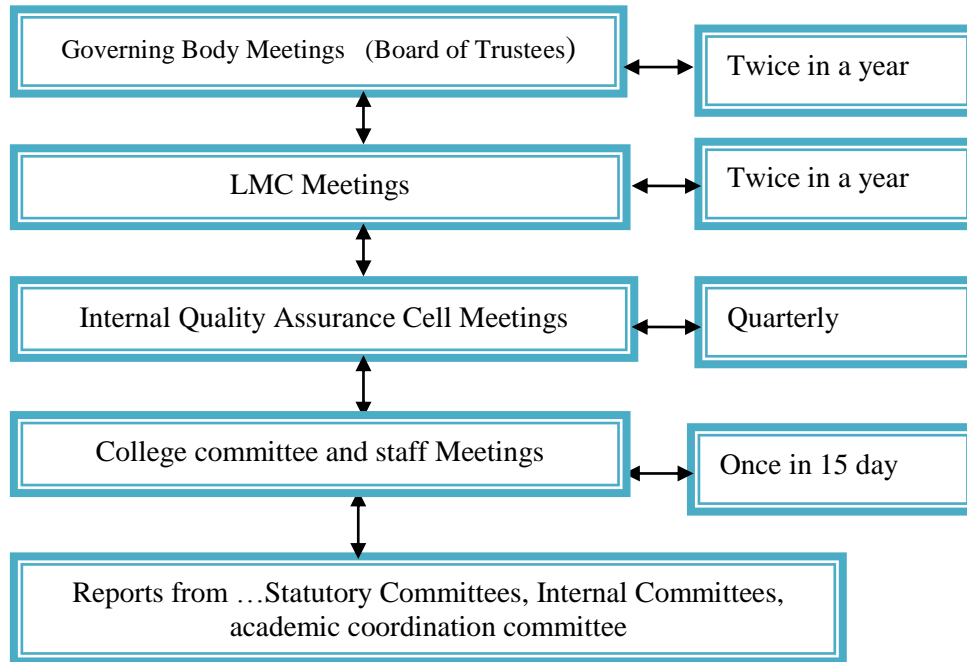 Governing Body Meetings (Board of Trustees)
Twice in a year
LMC Meetings
Twice in a year
Internal Quality Assurance Cell Meetings
Quarterly
College committee and staff Meetings
Once in 15 day
Reports from …Statutory Committees, Internal Committees,
academic coordination committee